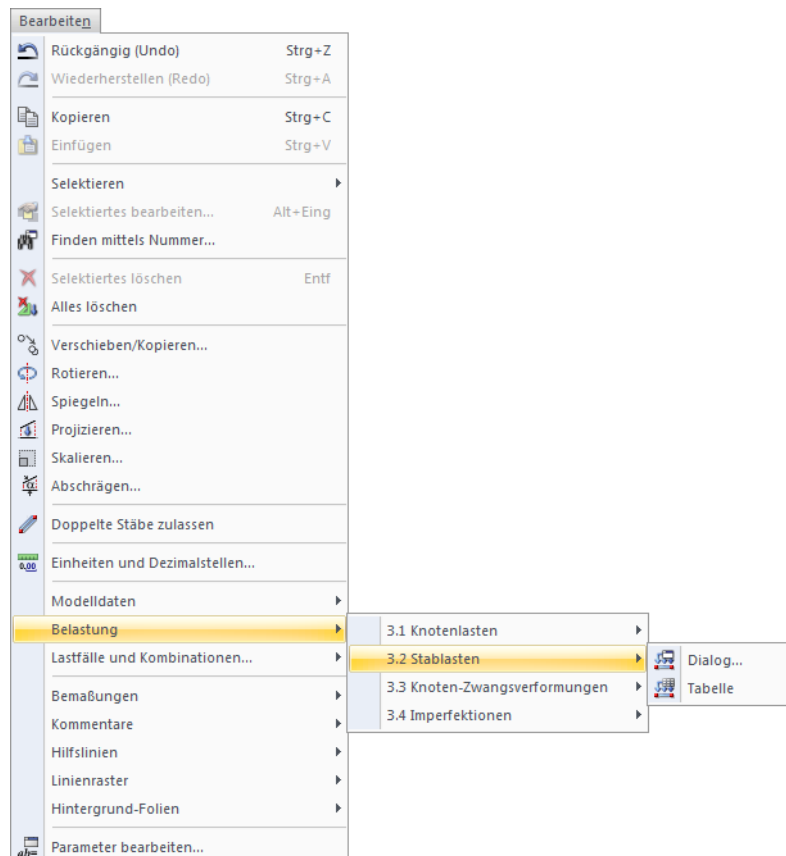 Bearbeiten
Rückgängig (Undo) Strg+Z
Wiederherstellen (Redo) Strg+A
Kopieren Strg+C
Einfügen Strg+V
Selektieren
Selektiertes bearbeiten... Alt+Eing
Finden mittels Nummer...
Selektiertes löschen Entf
Alles löschen
Verschieben/Kopieren...
Rotieren...
Spiegeln...
Projizieren...
Skalieren...
Abschrägen...
Doppelte Stäbe zulassen
0.00 Einheiten und Dezimalstellen...
Modelldaten
Belastung
3.1 Knotenlasten
Lastfälle und Kombinationen...
3.2 Stablasten
Dialog...
3.3 Knoten-Zwangsverformungen
Tabelle
3.4 Imperfektionen
Bemaßungen
Kommentare
Hilfslinien
Linienraster
Hintergrund-Folien
Parameter bearbeiten...